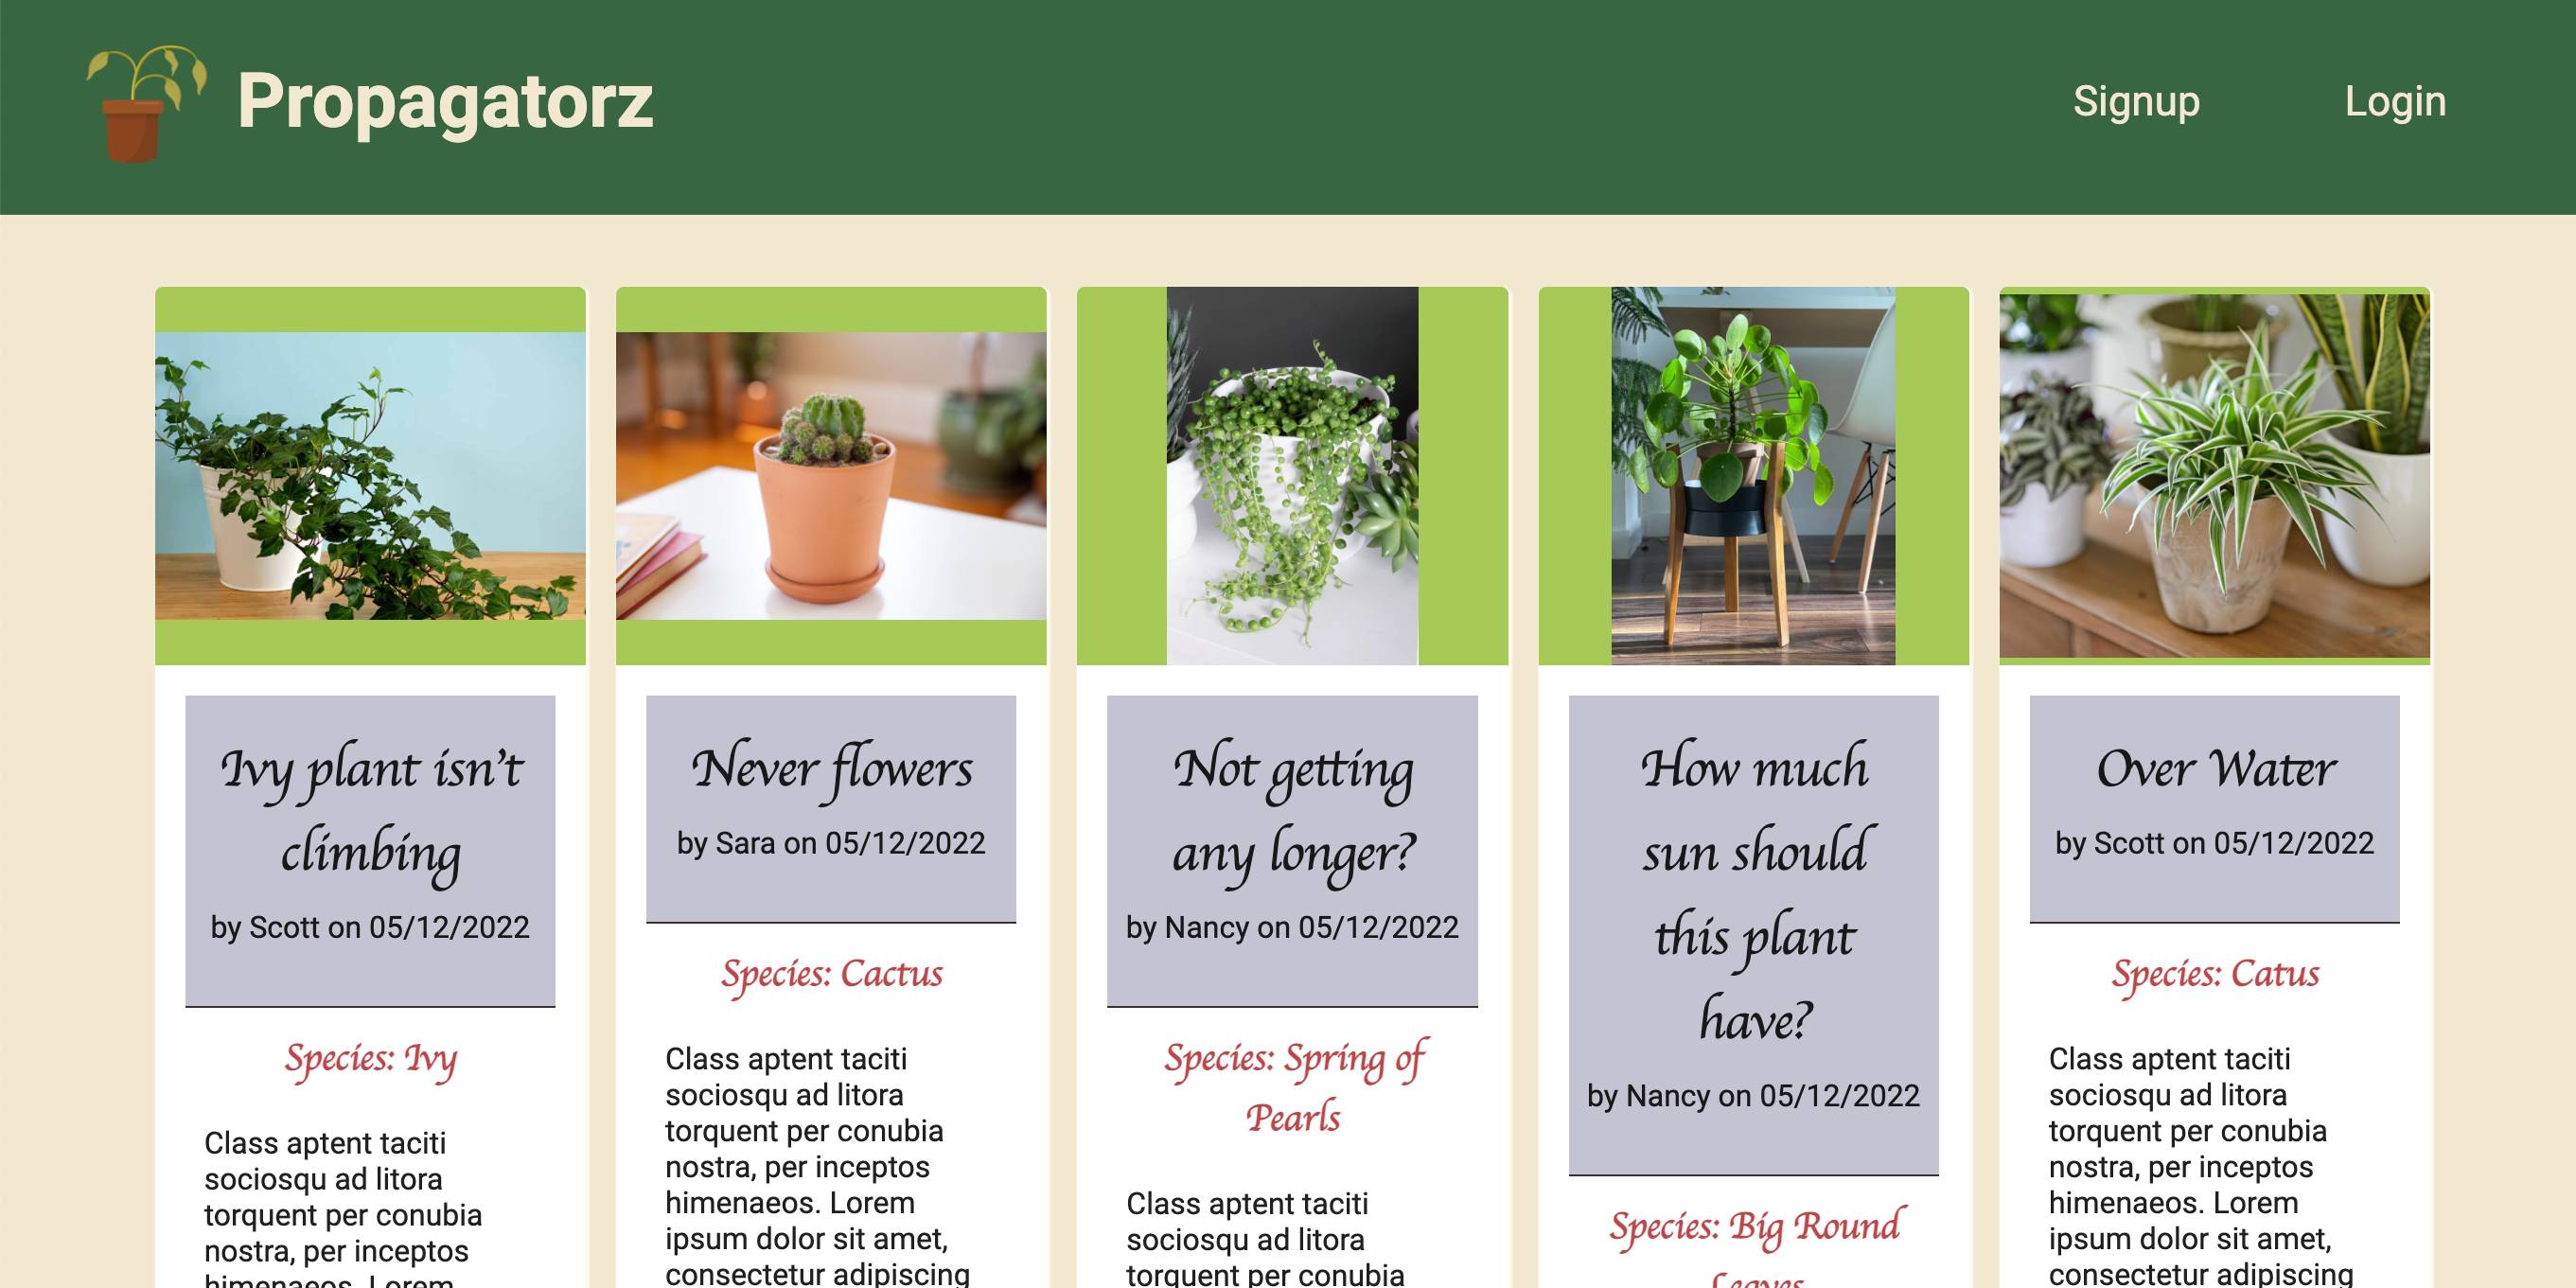 Propagatorz
Signup
Login
Ivy plant isn't
climbing
by Scott on 05/12/2022
Species: Ivy
Class aptent taciti
sociosqu ad litora
torquent per conubia
nostra, per inceptos
himenaeos. Lorem
Never flowers
by Sara on 05/12/2022
Species: Cactus
Class aptent taciti
sociosqu ad litora
torquent per conubia
nostra, per inceptos
himenaeos. Lorem
ipsum dolor sit amet,
consectetur adipiscing
Not getting
any longer?
by Nancy on 05/12/2022
Species: Spring of
Pearls
Class aptent taciti
sociosqu ad litora
torquent per conubia
How much
sun should
this plant
have?
by Nancy on 05/12/2022
Species: Big Round
Leaves
Over Water
by Scott on 05/12/2022
Species: Catus
Class aptent taciti
sociosqu ad litora
torquent per conubia
nostra, per inceptos
himenaeos. Lorem
ipsum dolor sit amet,
consectetur adipiscing